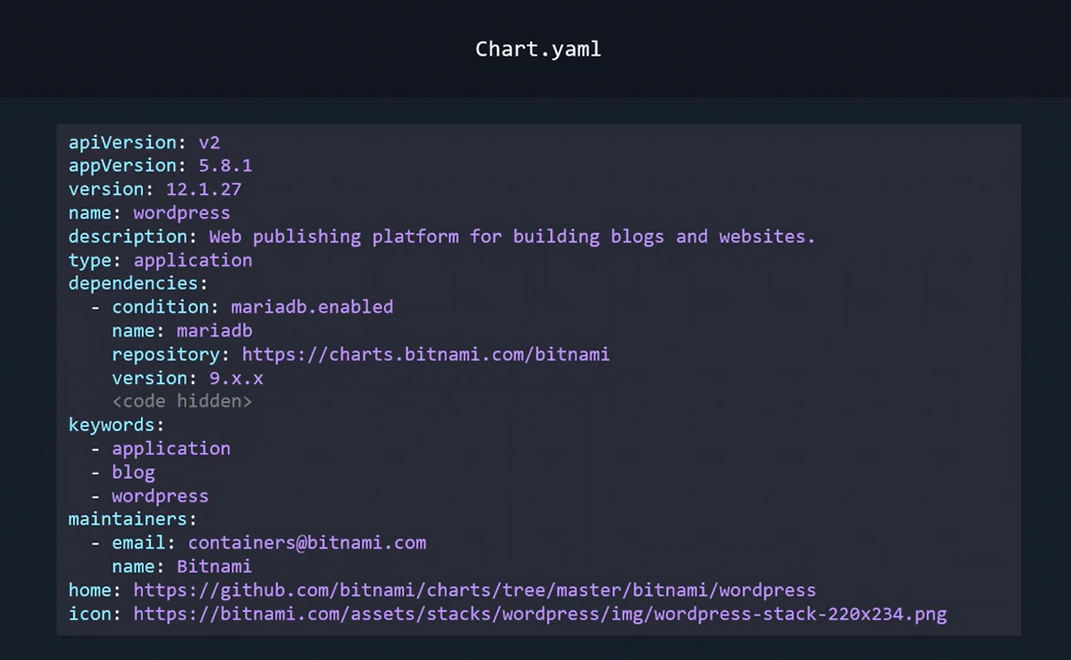 Chart.yaml
apiVersion: v2
appVersion: 5.8.1
version: 12.1.27
name: wordpress
description: Web publishing platform for building blogs and websites.
type: application
dependencies:
  - condition: mariadb.enabled
    name: mariadb
    repository: https://charts.bitnami.com/bitnami
    version: 9.x.x
    <code hidden>
keywords:
  - application
  - blog
  - wordpress
maintainers:
  - email: containers@bitnami.com
    name: Bitnami
home: https://github.com/bitnami/charts/tree/master/bitnami/wordpress
icon: https://bitnami.com/assets/stacks/wordpress/img/wordpress-stack-220x234.png